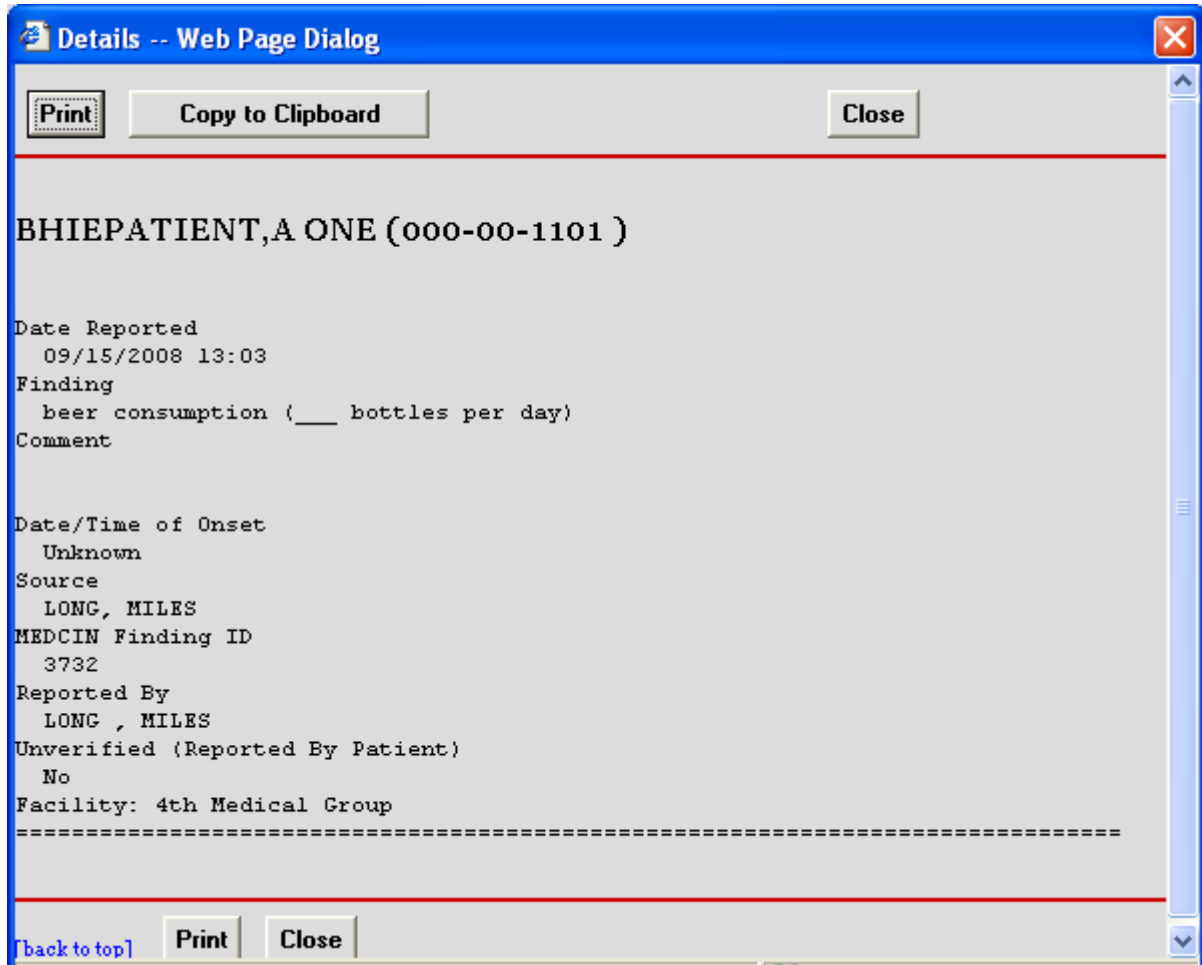 Details -- Web Page Dialog
Print Copy to Clipboard Close
BHIEPATIENT,A ONE (000-00-1101 )
Date Reported
09/15/2008 13:03
Finding
beer consumption (___ bottles per day)
Comment
Date/Time of Onset
Unknown
Source
LONG, MILES
MEDCIN Finding ID
3732
Reported By
LONG , MILES
Unverified (Reported By Patient)
No
Facility: 4th Medical Group
===============================================================================
[back to top] Print Close